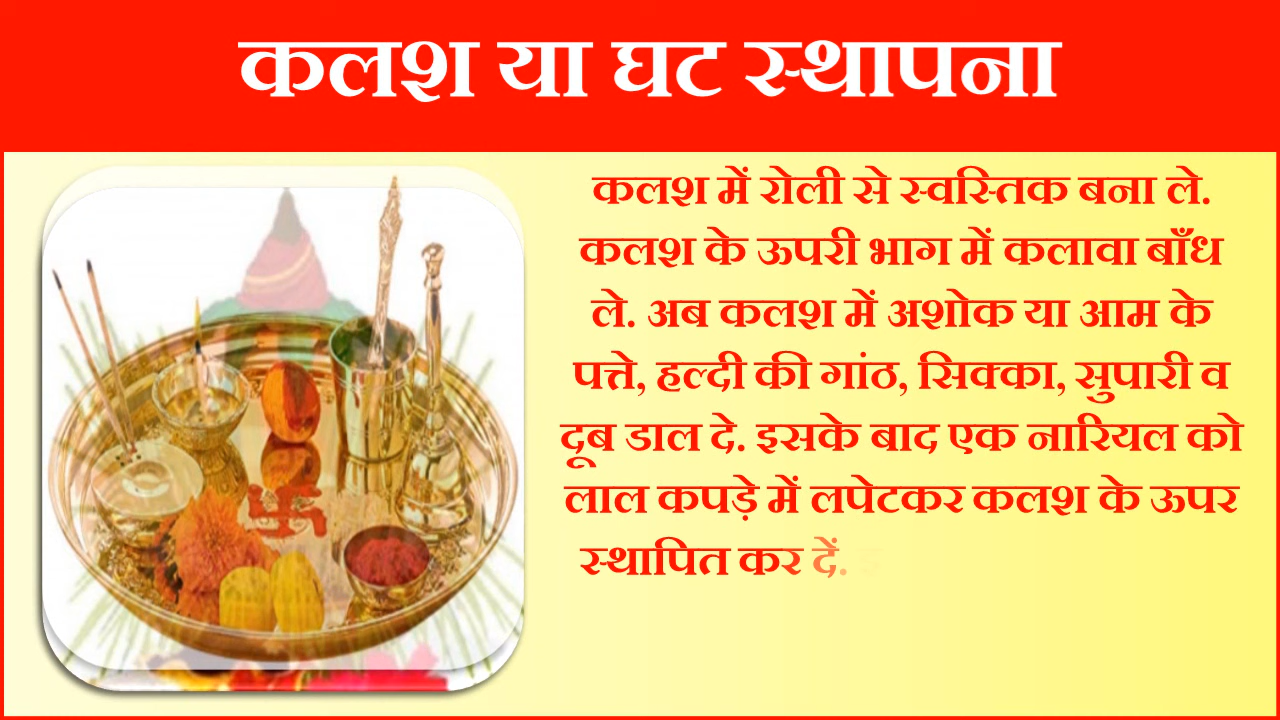 कलश या घट स्थापना
कलश में रोली से स्वस्तिक बना ले.
कलश के ऊपरी भाग में कलावा बाँध
ले. अब कलश में अशोक या आम के
पत्ते, हल्दी की गांठ, सिक्का, सुपारी व
दूब डाल दे. इसके बाद एक नारियल को
लाल कपड़े में लपेटकर कलश के ऊपर
स्थापित कर दें.